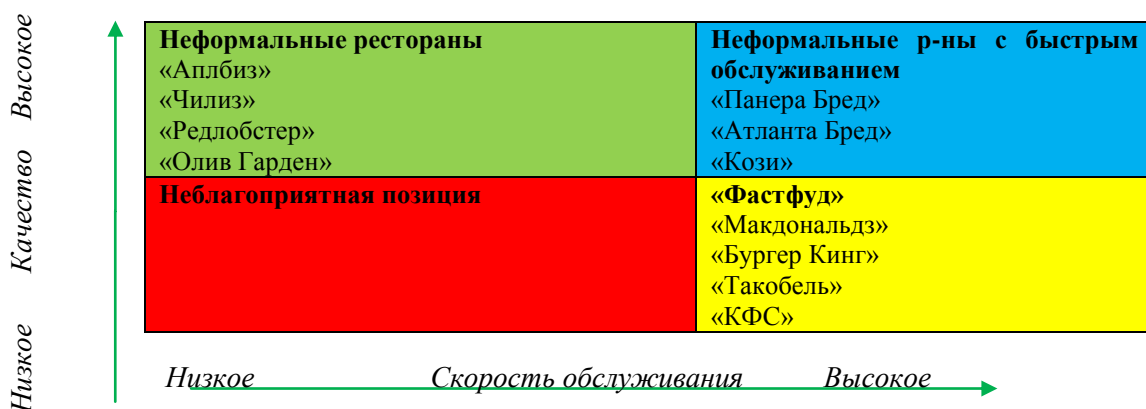 Высокое
Качество
Низкое
Неформальные рестораны
«Аплбиз»
«Чилиз»
«Редлобстер»
«Олив Гарден»
Неформальные р-ны с быстрым
обслуживанием
«Панера Бред»
«Атланта Бред»
«Кози»
Неблагоприятная позиция
«Фастфуд»
«Макдональдз»
«Бургер Кинг»
«Такобель»
«КФС»
Низкое Скорость обслуживания Высокое